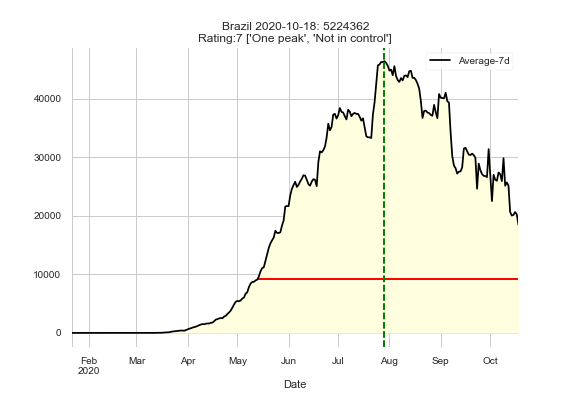 Brazil 2020-10-18: 5224362
Rating:7 ['One peak', 'Not in control']
Average-7d
40000
30000
20000
10000
0
Feb Mar Apr May Jun Jul Aug Sep Oct
2020
Date